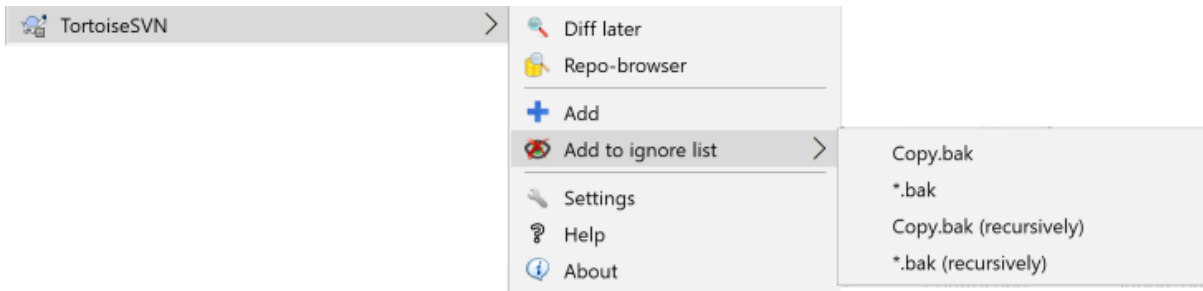 TortoiseSVN
Diff later
Repo-browser
Add
Add to ignore list
Settings
Help
About
Copy.bak
*.bak
Copy.bak (recursively)
*.bak (recursively)